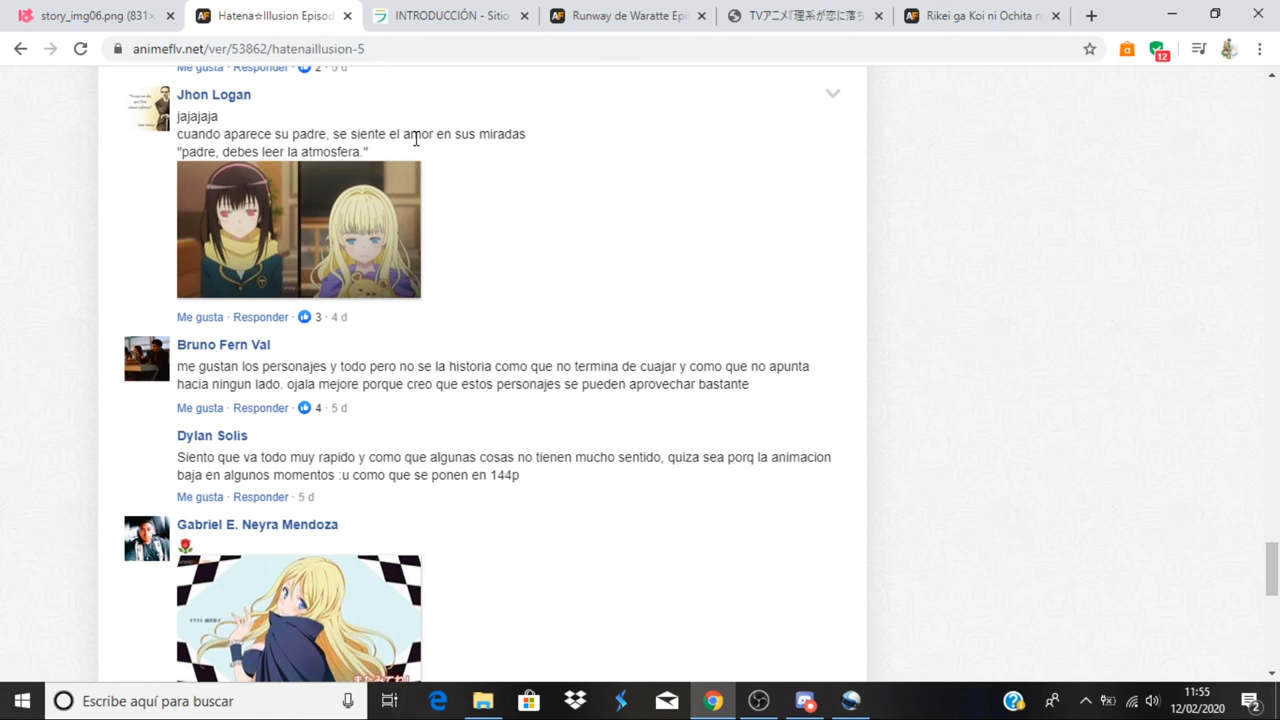 story_img06.png (831×
Hatena☆Illusion Episod
INTRODUCCIÓN - Sitio
Runway de Waratte Epi
TVアニメ『理系が恋に落ち
Rikei ga Koi ni Ochita n
animeflv.net/ver/53862/hatenaillusion-5
12
Me gusta · Responder · 2 · 5 d
Jhon Logan
jajajaja
cuando aparece su padre, se siente el amor en sus miradas
"padre, debes leer la atmosfera."
Me gusta · Responder · 3 · 4 d
Bruno Fern Val
me gustan los personajes y todo pero no se la historia como que no termina de cuajar y como que no apunta
hacia ningun lado. ojala mejore porque creo que estos personajes se pueden aprovechar bastante
Me gusta · Responder · 4 · 5 d
Dylan Solis
Siento que va todo muy rapido y como que algunas cosas no tienen mucho sentido, quiza sea porq la animacion
baja en algunos momentos :u como que se ponen en 144p
Me gusta · Responder · 5 d
Gabriel E. Neyra Mendoza
またみてね!
Escribe aquí para buscar
11:55
12/02/2020
2